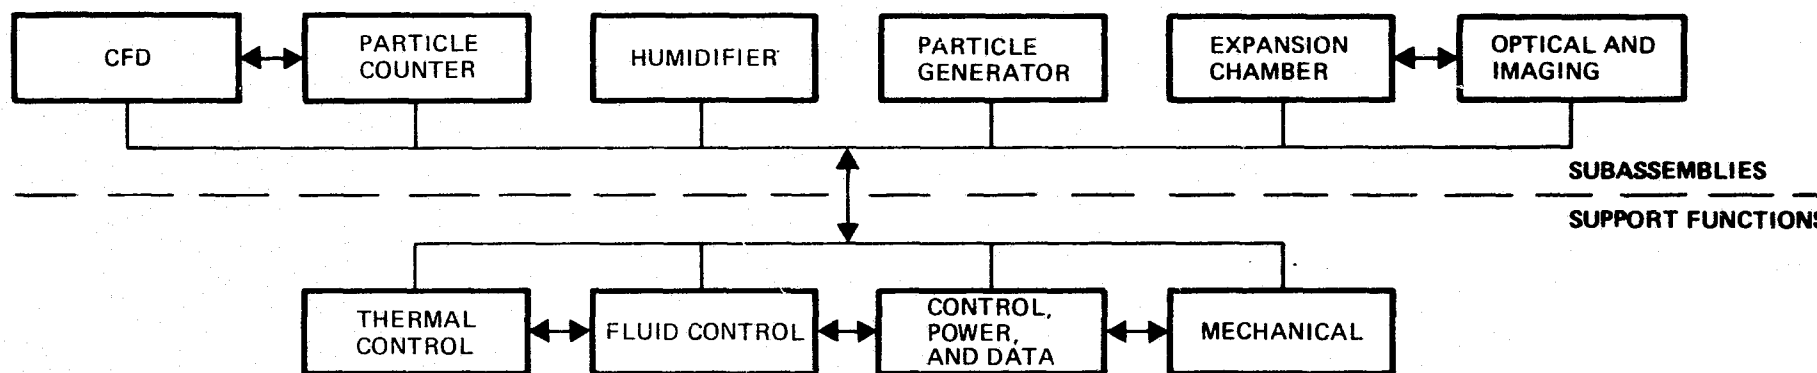 CFD
PARTICLE
COUNTER
HUMIDIFIER
PARTICLE
GENERATOR
EXPANSION
CHAMBER
OPTICAL AND
IMAGING
SUBASSEMBLIES
SUPPORT FUNCTIONS
THERMAL
CONTROL
FLUID CONTROL
CONTROL,
POWER,
AND DATA
MECHANICAL